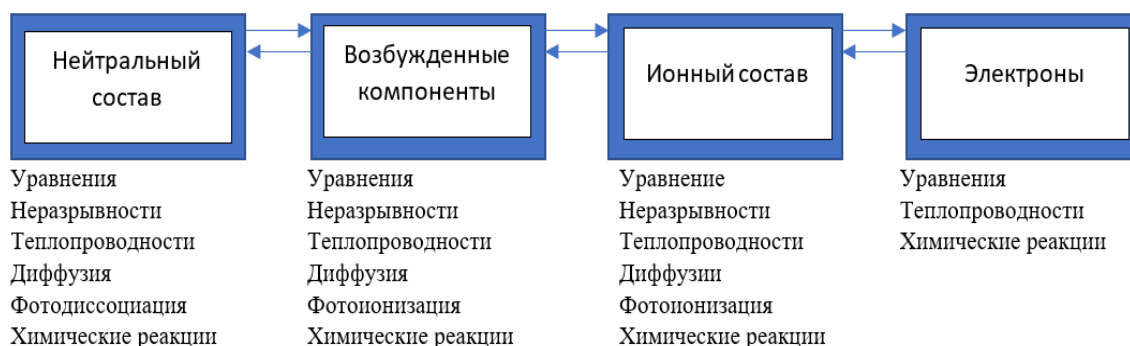 Нейтральный
состав
Возбужденные
компоненты
Ионный состав
Электроны
Уравнения
Неразрывности
Теплопроводности
Диффузия
Фотодиссоциация
Химические реакции
Уравнения
Неразрывности
Теплопроводности
Диффузия
Фотоионизация
Химические реакции
Уравнение
Неразрывности
Теплопроводности
Диффузии
Фотоионизация
Химические реакции
Уравнения
Теплопроводности
Химические реакции